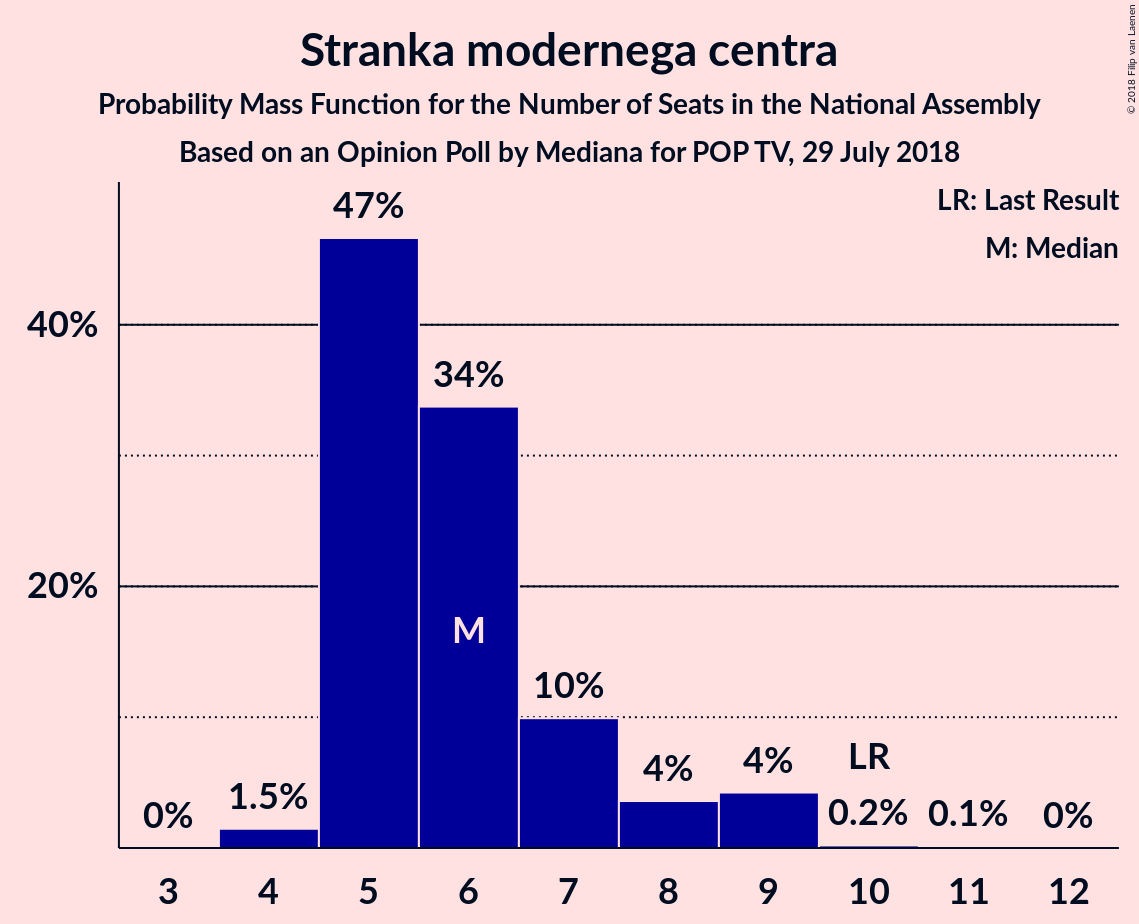 Stranka modernega centra
Probability Mass Function for the Number of Seats in the National Assembly
Based on an Opinion Poll by Mediana for POP TV, 29 July 2018
© 2018 Filip van Laenen
LR: Last Result
M: Median
47%
40%
34%
20%
M
10%
4%
4%
LR
0%
1.5%
0.2%
0.1%
0%
3 4 5 6 7 8 9 10 11 12